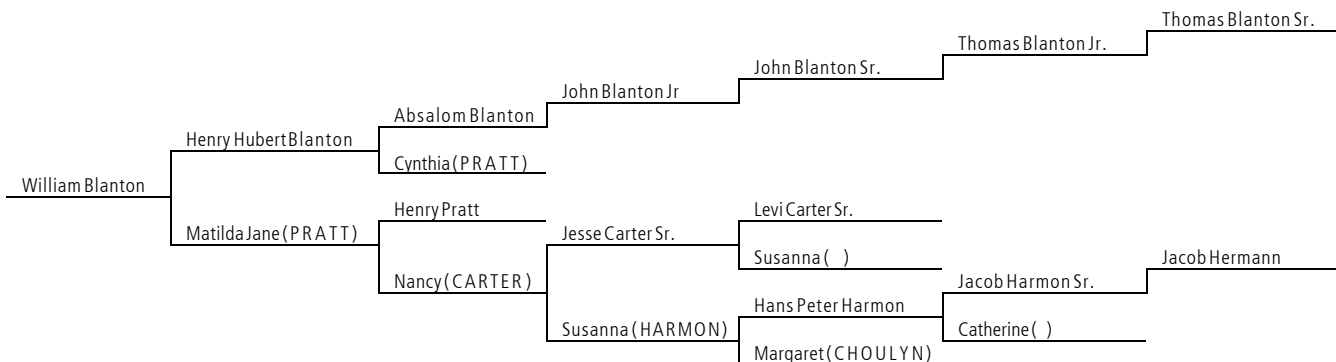 Thomas Blanton Sr.
Thomas Blanton Jr.
John Blanton Sr.
John Blanton Jr
Absalom Blanton
Henry Hubert Blanton
Cynthia (PRATT)
William Blanton
Henry Pratt
Levi Carter Sr.
Matilda Jane (PRATT)
Jesse Carter Sr.
Susanna ( )
Jacob Hermann
Nancy (CARTER)
Jacob Harmon Sr.
Hans Peter Harmon
Susanna (HARMON)
Catherine ( )
Margaret (CHOULYN)